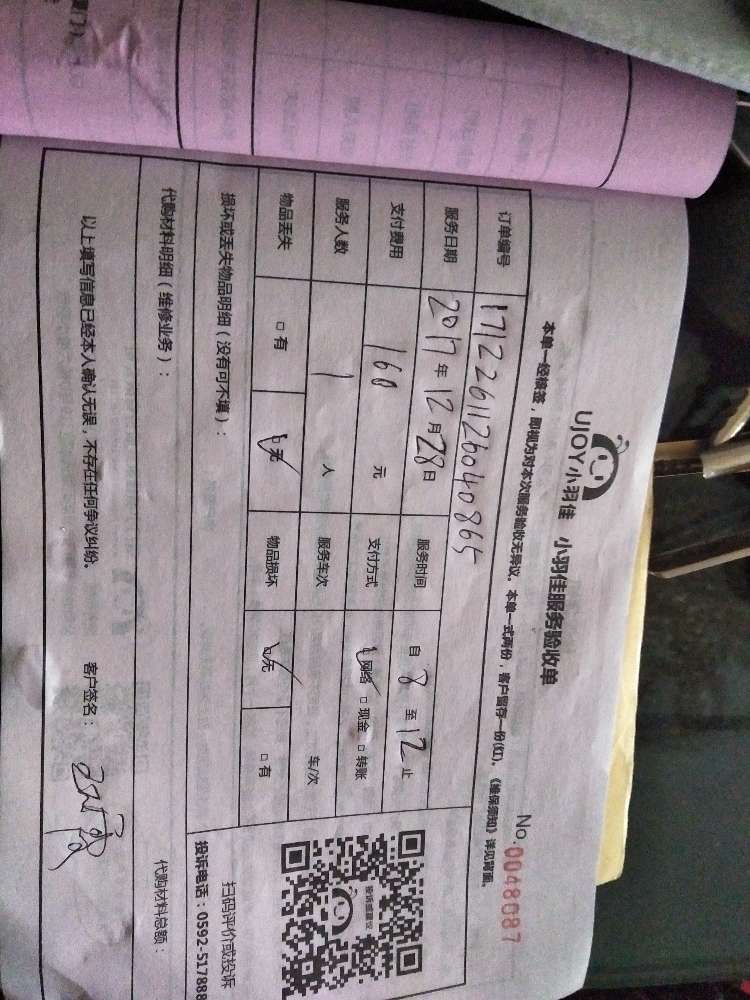 UJOY小羽佳 小羽佳服务验收单
No.0048087
本单一经核签，即视为对本次服务验收无异议。本单一式两份，客户留存一份(红)。《维保须知》详见背面。
订单编号 171226112604 0865
服务日期 2017年12月28日 服务时间 自8至12止
支付费用 160元 支付方式 网络 □现金 □转账
服务人数 1人 服务车次 车/次
物品丢失 □有 □无 物品损坏 □无 □有
损坏或丢失物品明细（没有可不填）：
代购材料明细（维修业务）： 代购材料总额：
以上填写信息已经本人确认无误，不存在任何争议纠纷。 客户签名：
扫码评价或投诉
投诉电话：0592-517888